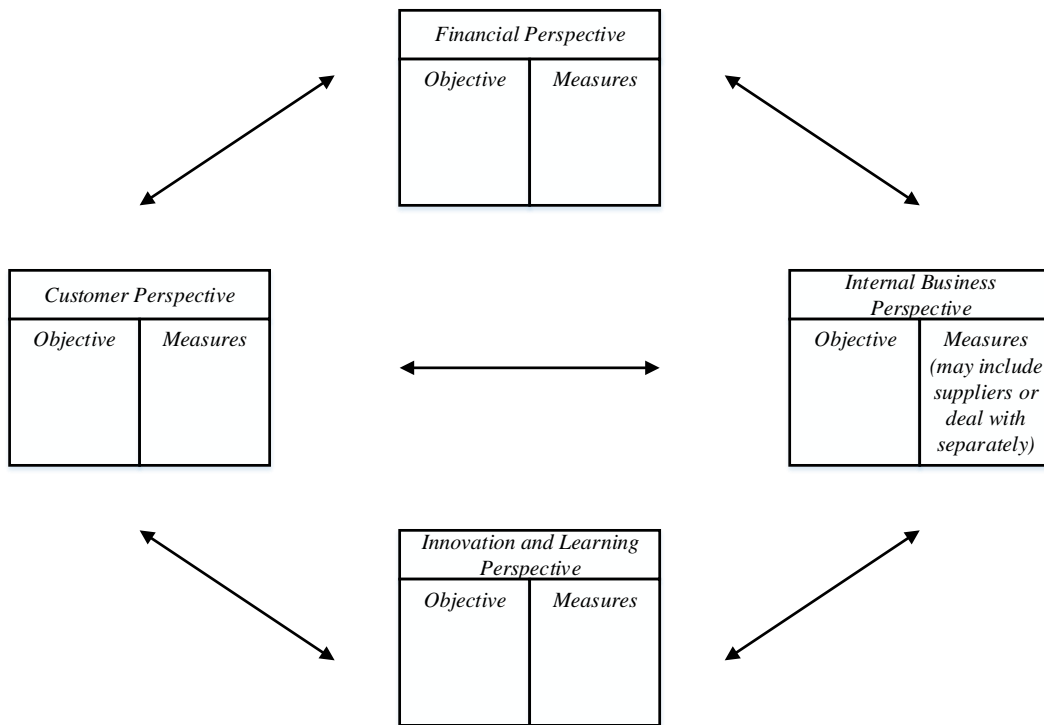 Financial Perspective
Objective
Measures
Customer Perspective
Objective
Measures
Internal Business
Perspective
Objective
Measures
(may include
suppliers or
deal with
separately)
Innovation and Learning
Perspective
Objective
Measures